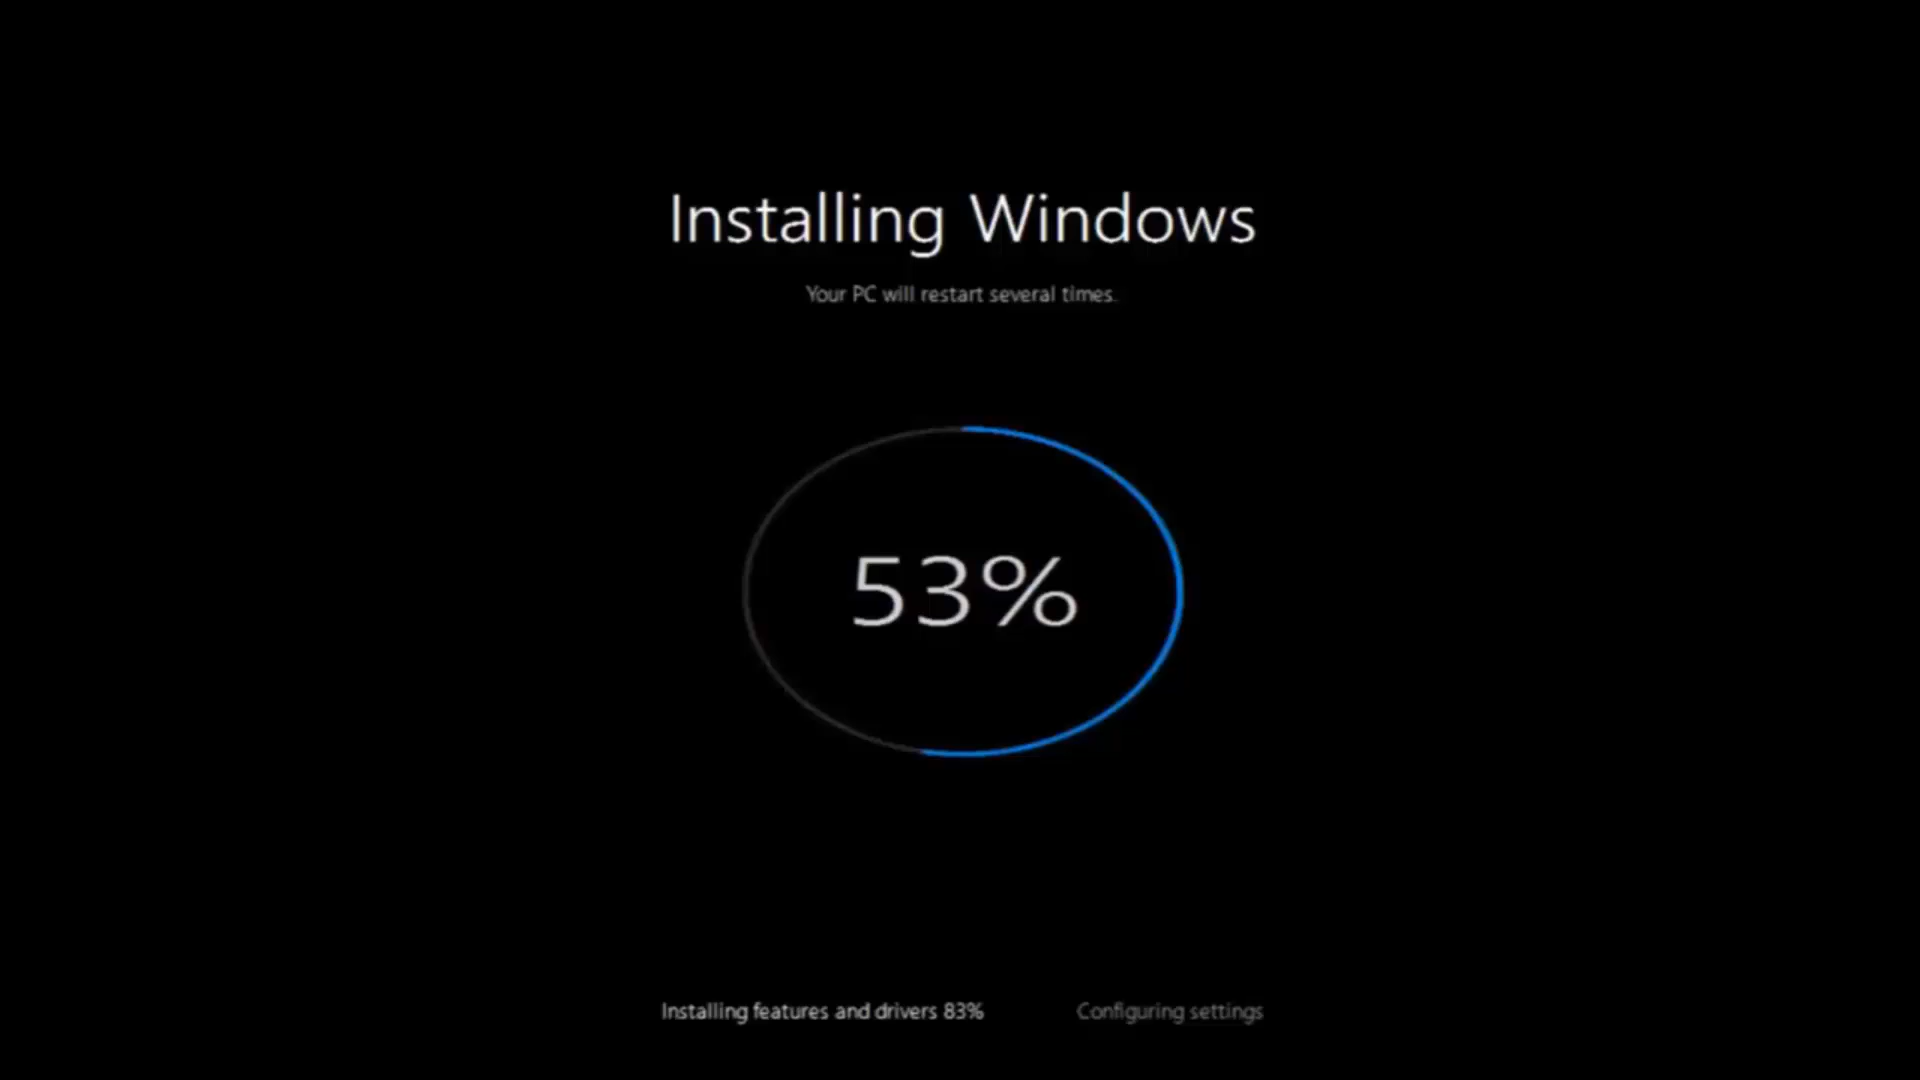 Installing Windows
Your PC will restart several times.
53%
Installing features and drivers 83%
Configuring settings